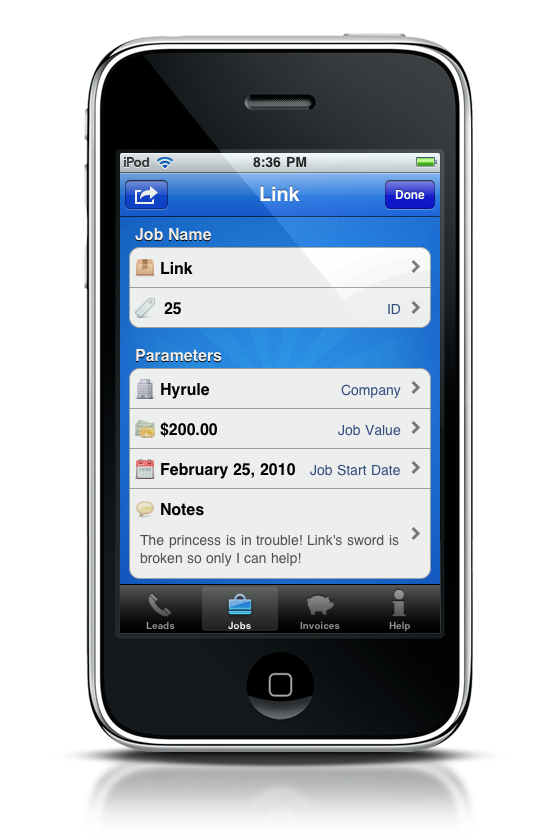 iPod 8:36 PM
Link Done
Job Name
Link
25 ID
Parameters
Hyrule Company
$200.00 Job Value
February 25, 2010 Job Start Date
Notes
The princess is in trouble! Link's sword is
broken so only I can help!
Leads Jobs Invoices Help